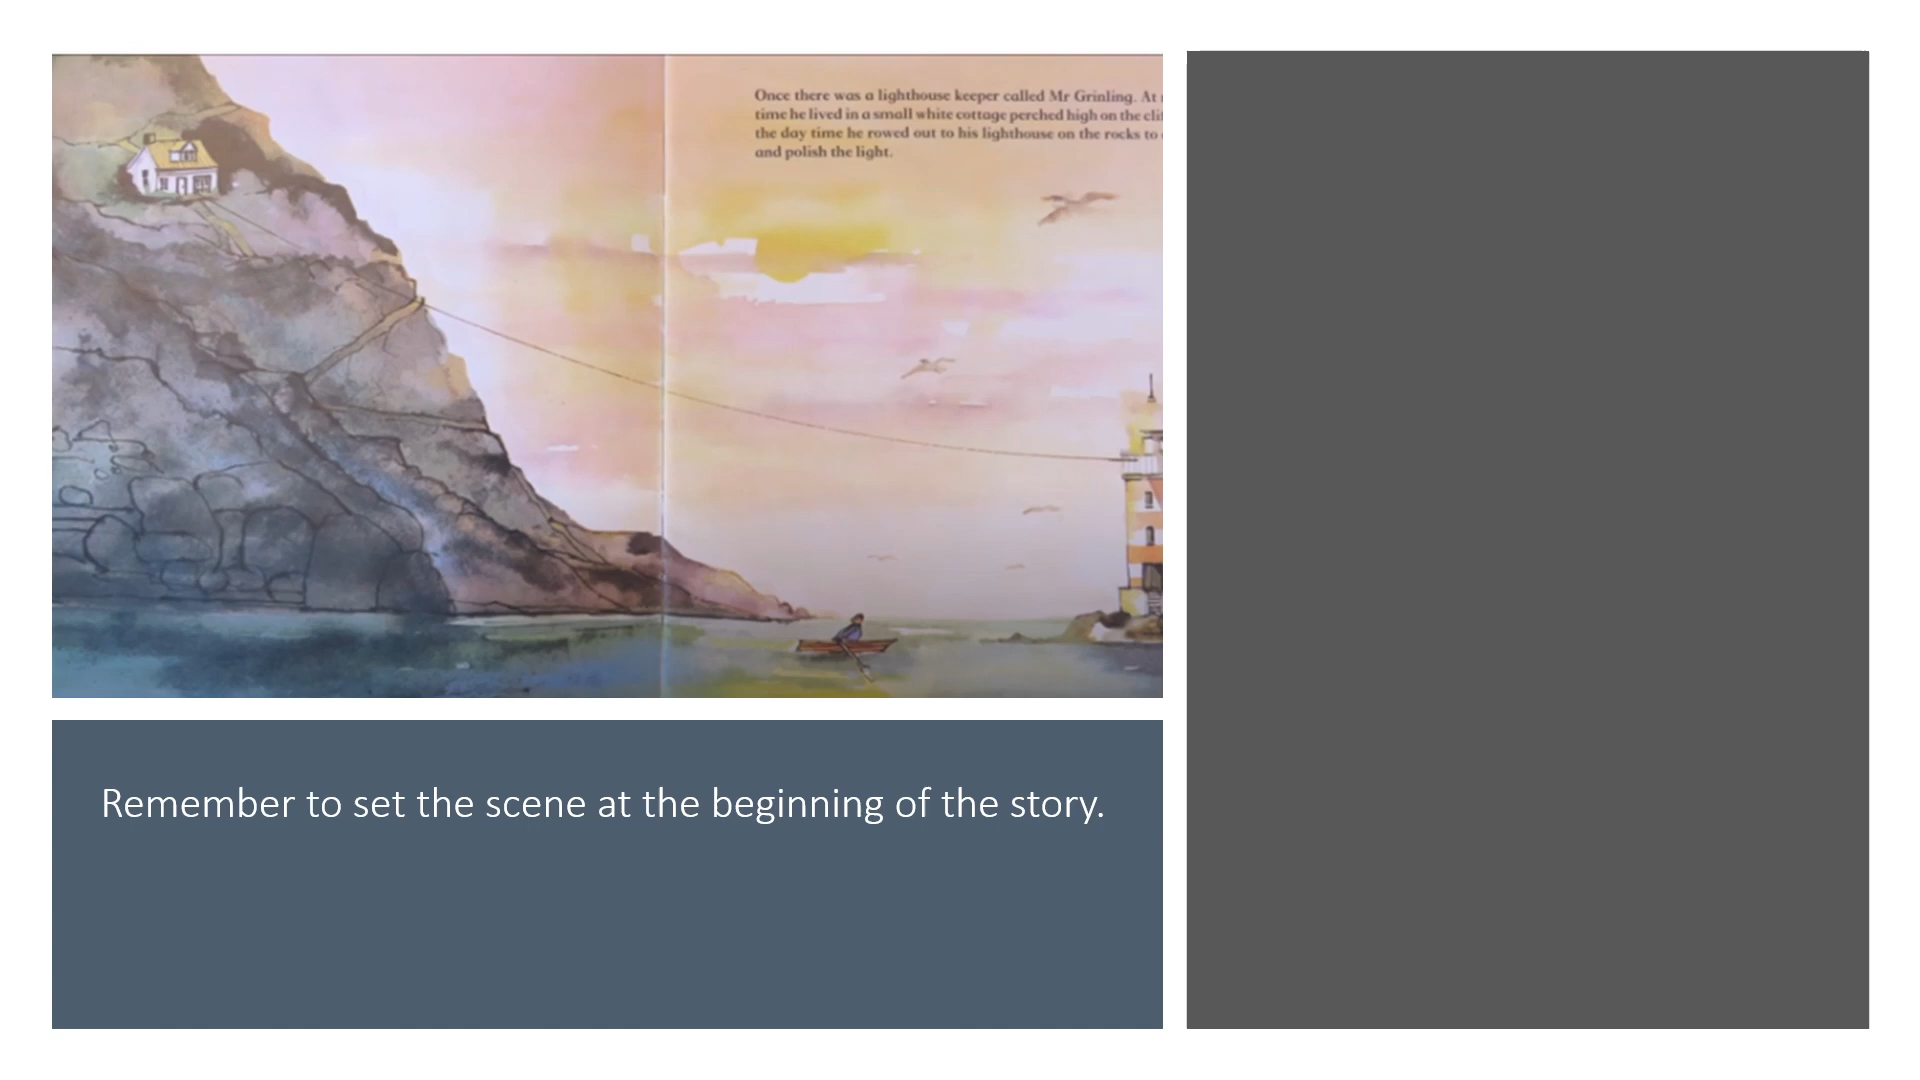 Once there was a lighthouse keeper called Mr Grinling. At
time he lived in a small white cottage perched high on the
the day time he rowed out to his lighthouse on the rocks to
and polish the light.
Remember to set the scene at the beginning of the story.